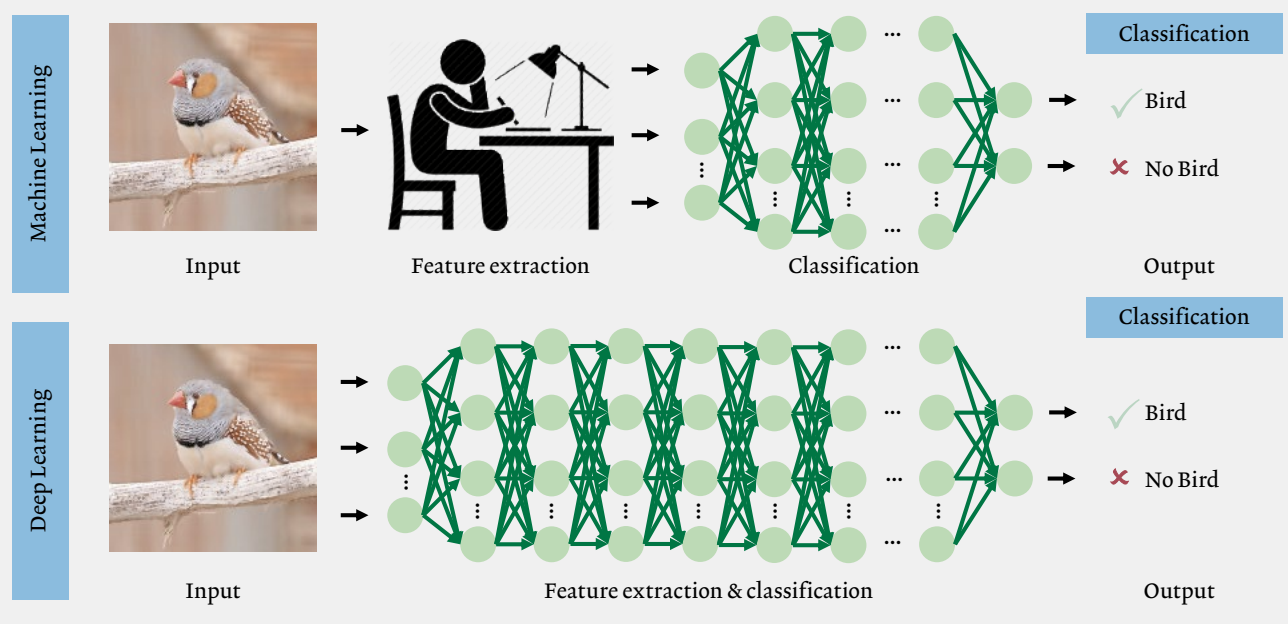 Machine Learning
Input
Feature extraction
Classification
Classification
Bird
No Bird
Output
Deep Learning
Input
Feature extraction & classification
Classification
Bird
No Bird
Output